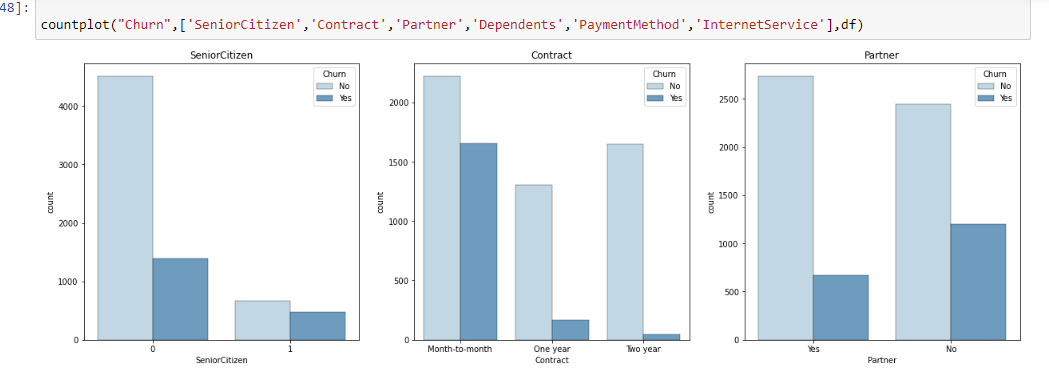 48]:
countplot("Churn",['SeniorCitizen','Contract','Partner','Dependents','PaymentMethod','InternetService'],df)
SeniorCitizen
Churn
No
Yes
4000
3000
2000
1000
0
count
0 1
SeniorCitizen
Contract
Churn
No
Yes
2000
1500
1000
500
0
count
Month-to-month One year Two year
Contract
Partner
Churn
No
Yes
2500
2000
1500
1000
500
0
count
Yes No
Partner